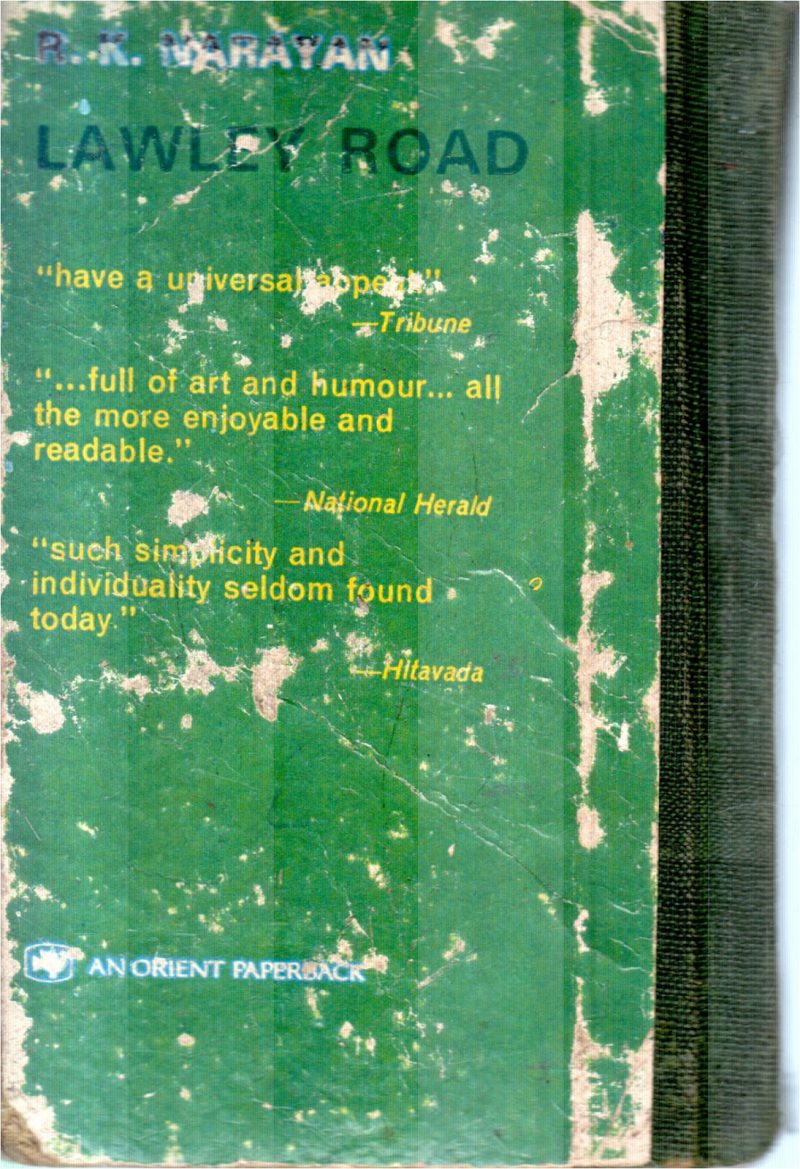 R. K. NARAYAN
LAWLEY ROAD
"have a universal appeal"
—Tribune
"...full of art and humour... all
the more enjoyable and
readable."
—National Herald
"such simplicity and
individuality seldom found
today."
—Hitavada
AN ORIENT PAPERBACK